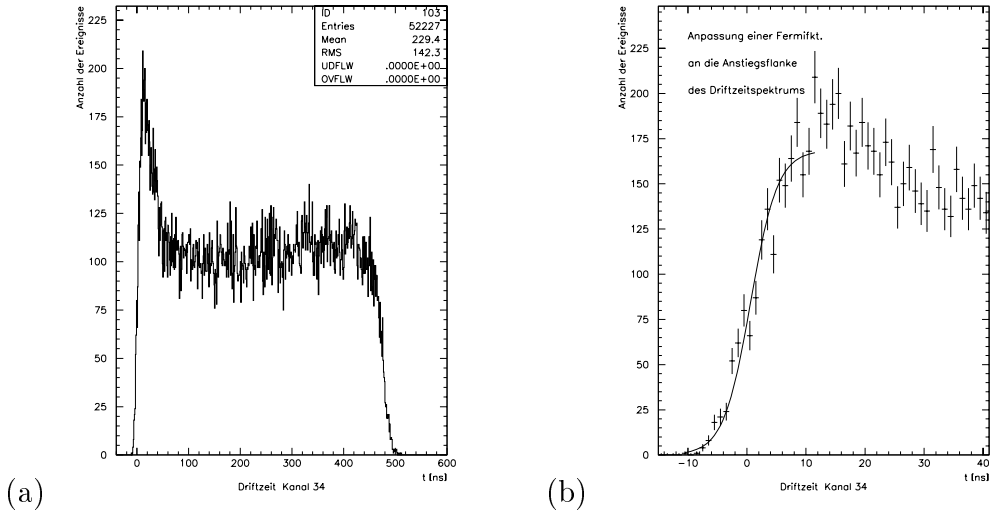 Anzahl der Ereignisse
ID 103
Entries 52227
Mean 229.4
RMS 142.3
UDFLW .0000E+00
OVFLW .0000E+00
225
200
175
150
125
100
75
50
25
0
0 100 200 300 400 500 600
t [ns]
Driftzeit Kanal 34
(a)
Anzahl der Ereignisse
Anpassung einer Fermifkt.
an die Anstiegsflanke
des Driftzeitspektrums
225
200
175
150
125
100
75
50
25
0
−10 0 10 20 30 40
t [ns]
Driftzeit Kanal 34
(b)